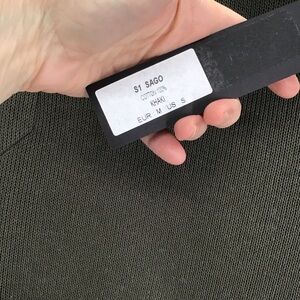 S1 SAGO
COTTON 100%
KHAKI
EUR M US S